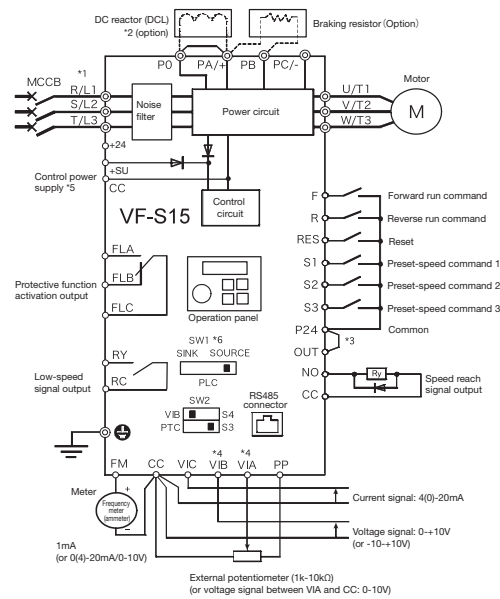 DC reactor (DCL)
*2 (option)
Braking resistor (Option)
P0
PA/+
PB
PC/-
MCCB
*1
R/L1
S/L2
T/L3
Noise
filter
Power circuit
U/T1
V/T2
W/T3
Motor
M
+24
+SU
CC
Control power
supply *5
Control
circuit
VF-S15
F
Forward run command
R
Reverse run command
RES
Reset
S1
Preset-speed command 1
S2
Preset-speed command 2
S3
Preset-speed command 3
P24
Common
*3
OUT
FLA
FLB
FLC
Protective function
activation output
Operation panel
SW1 *6
SINK SOURCE
PLC
RY
RC
Low-speed
signal output
NO
CC
Ry
Speed reach
signal output
SW2
VIB
S4
PTC
S3
RS485
connector
FM
CC
VIC
*4
VIB
*4
VIA
PP
Meter
+
Frequency
meter
(ammeter)
−
1mA
(or 0(4)-20mA/0-10V)
Current signal: 4(0)-20mA
Voltage signal: 0-+10V
(or -10-+10V)
External potentiometer (1k-10kΩ)
(or voltage signal between VIA and CC: 0-10V)